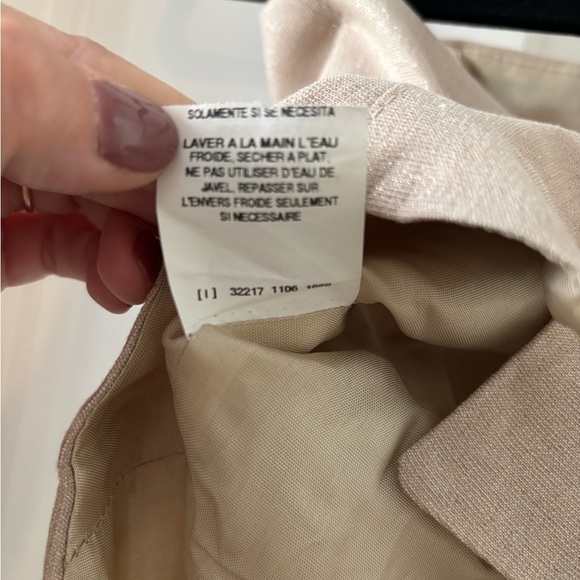 SOLAMENTE SI SE NECESITA
LAVER A LA MAIN L'EAU
FROIDE, SECHER A PLAT,
NE PAS UTILISER D'EAU DE
JAVEL, REPASSER SUR
L'ENVERS FROIDE SEULEMENT
SI NECESSAIRE
[I] 32217 1106